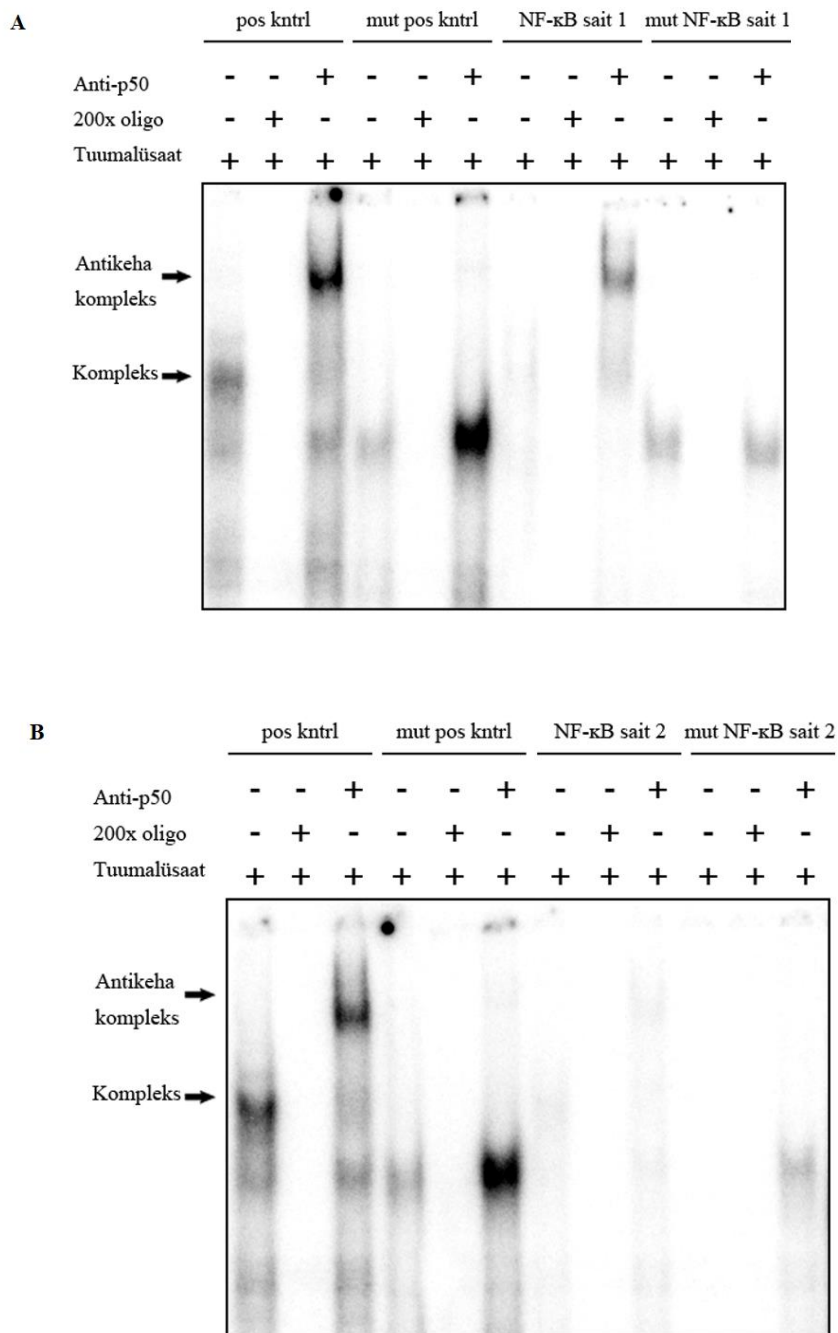 A
pos kntrl mut pos kntrl NF-κB sait 1 mut NF-κB sait 1
Anti-p50 - - + - - + - - + - - +
200x oligo - + - - + - - + - - + -
Tuumalüsaat + + + + + + + + + + + +
Antikeha
kompleks
Kompleks
B
pos kntrl mut pos kntrl NF-κB sait 2 mut NF-κB sait 2
Anti-p50 - - + - - + - - + - - +
200x oligo - + - - + - - + - - + -
Tuumalüsaat + + + + + + + + + + + +
Antikeha
kompleks
Kompleks